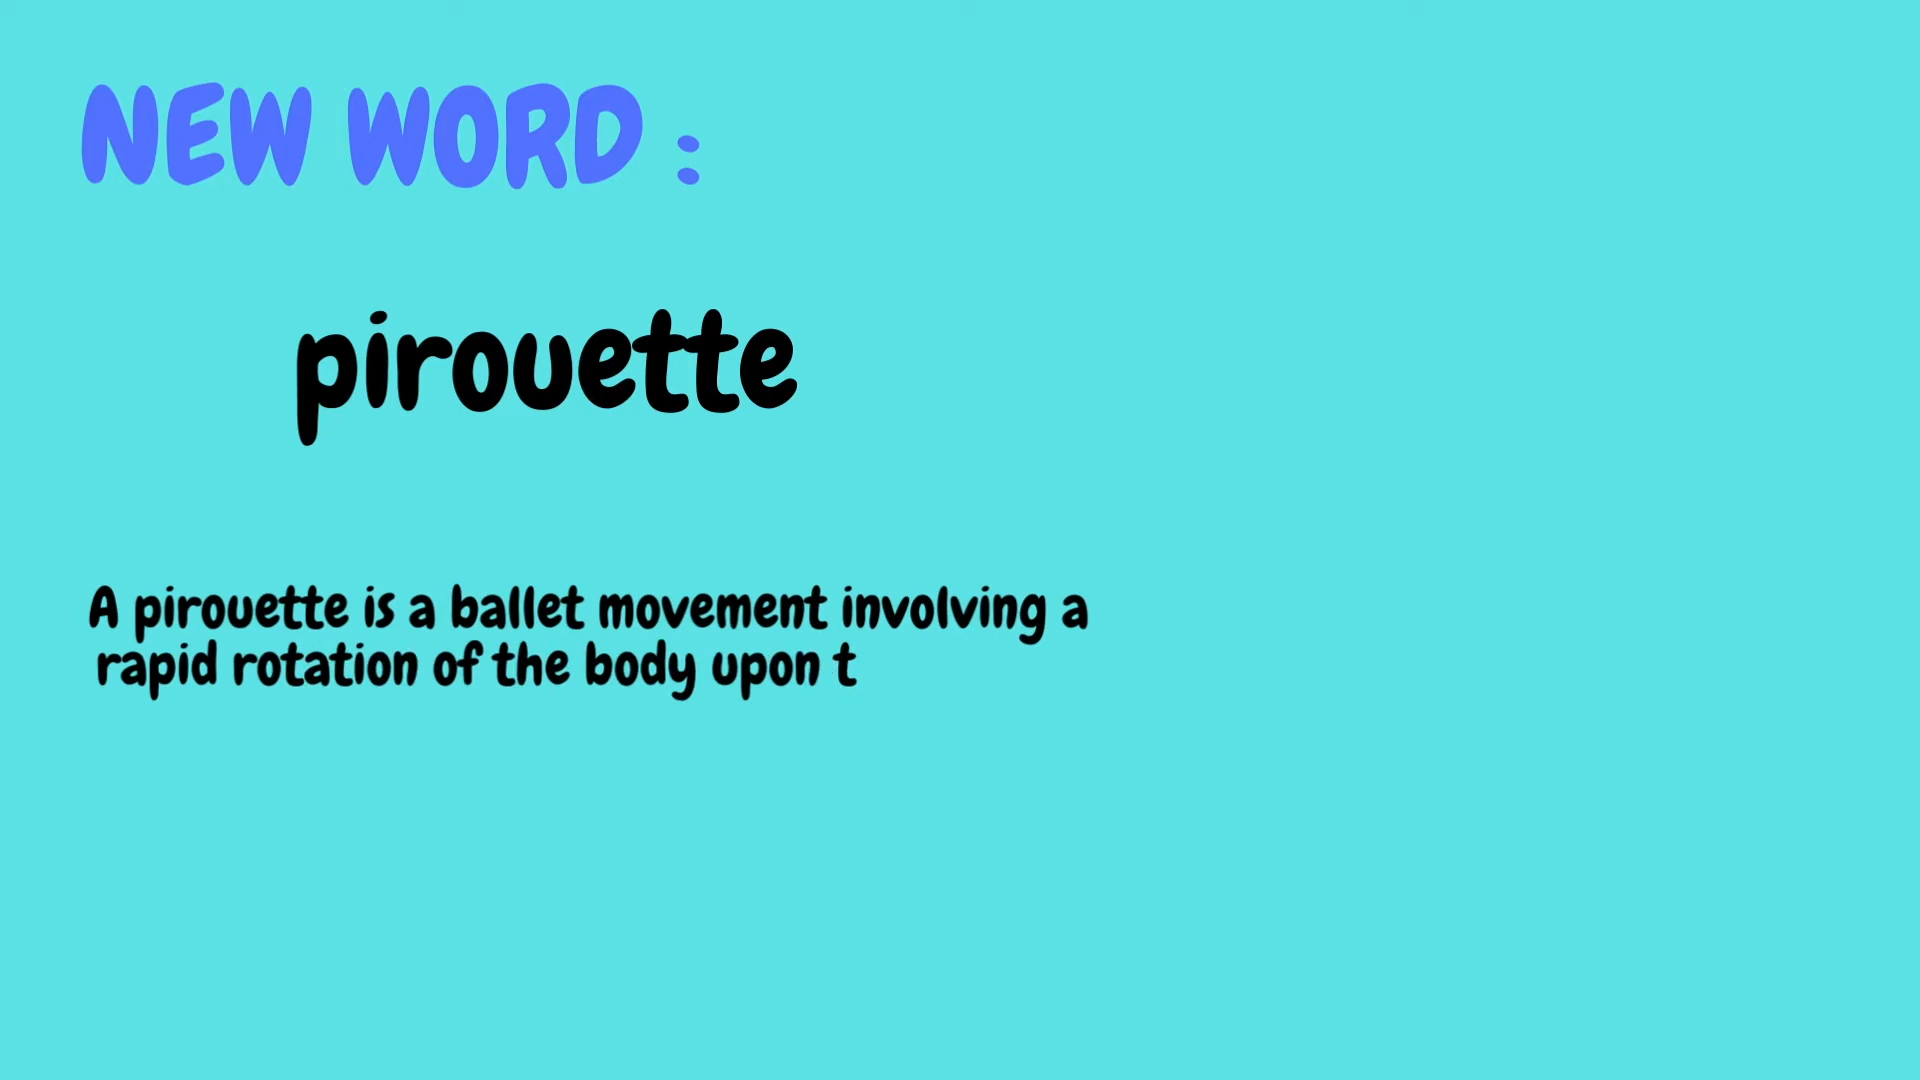 NEW WORD :
pirouette
A pirouette is a ballet movement involving a
rapid rotation of the body upon t